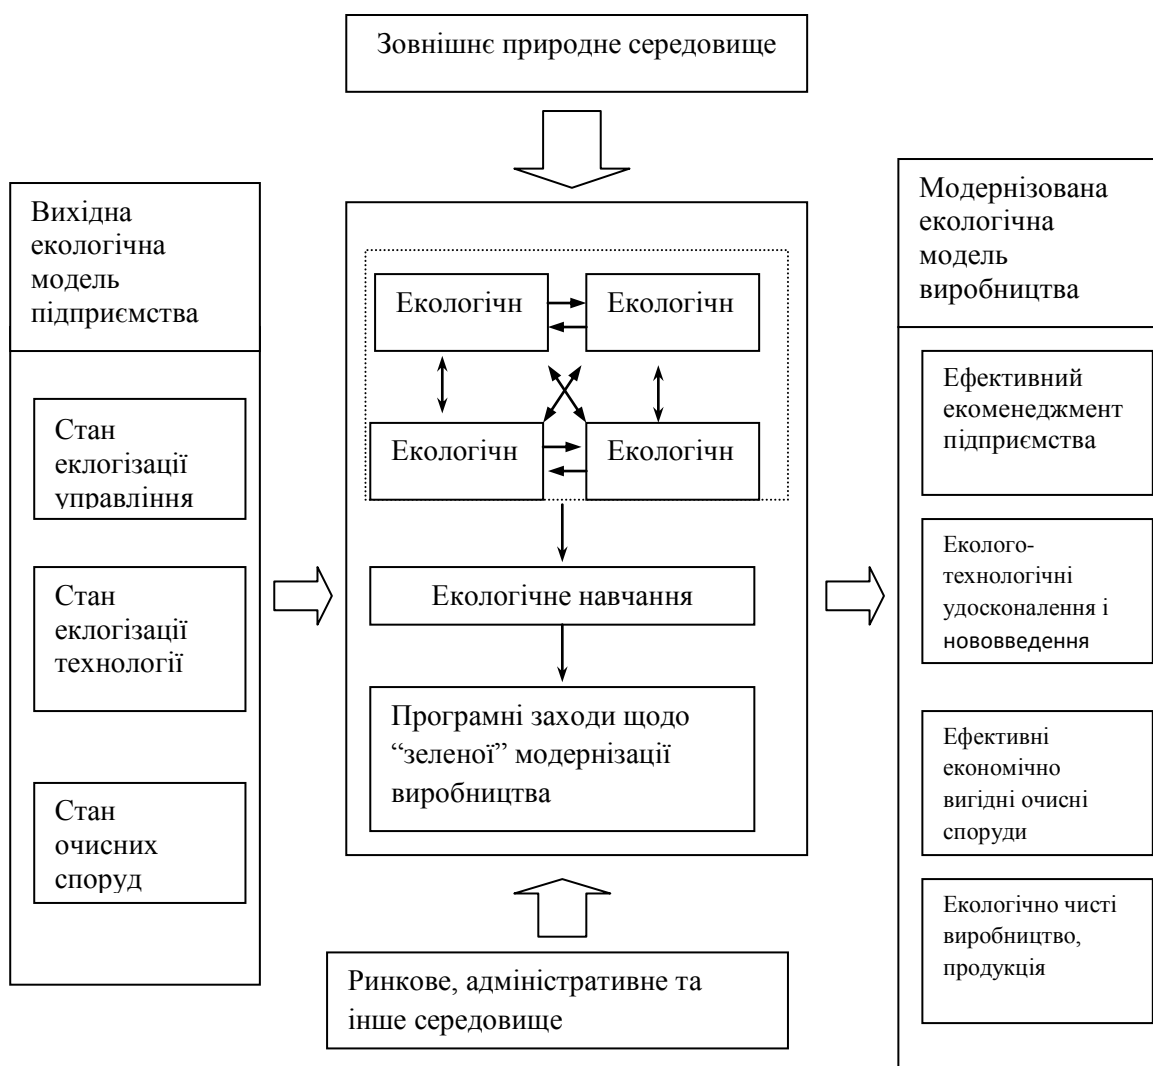 Зовнішнє природне середовище
Вихідна
екологічна
модель
підприємства
Стан
еклогізації
управління
Стан
еклогізації
технології
Стан
очисних
споруд
Екологічн
Екологічн
Екологічн
Екологічн
Екологічне навчання
Програмні заходи щодо
“зеленої” модернізації
виробництва
Ринкове, адміністративне та
інше середовище
Модернізована
екологічна
модель
виробництва
Ефективний
екоменеджмент
підприємства
Еколого-
технологічні
удосконалення і
нововведення
Ефективні
економічно
вигідні очисні
споруди
Екологічно чисті
виробництво,
продукція